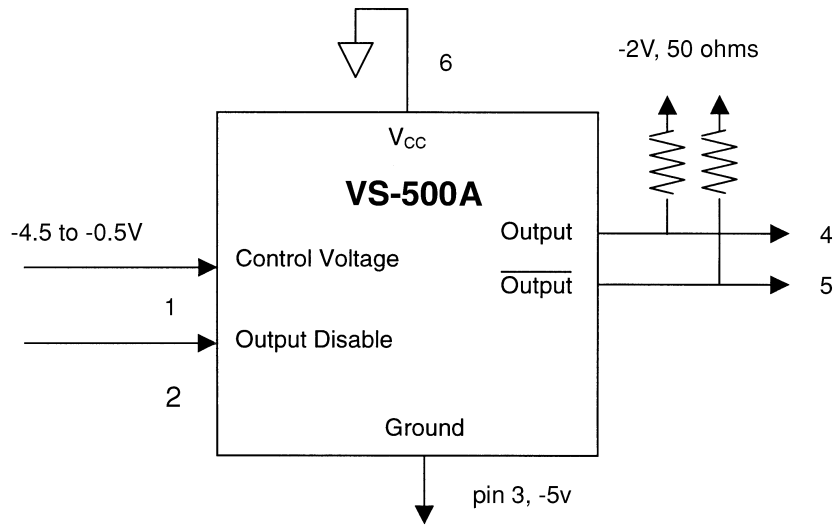 6
-2V, 50 ohms
VCC
VS-500A
-4.5 to -0.5V
Output
4
Control Voltage
Output
5
1
Output Disable
2
Ground
pin 3, -5v